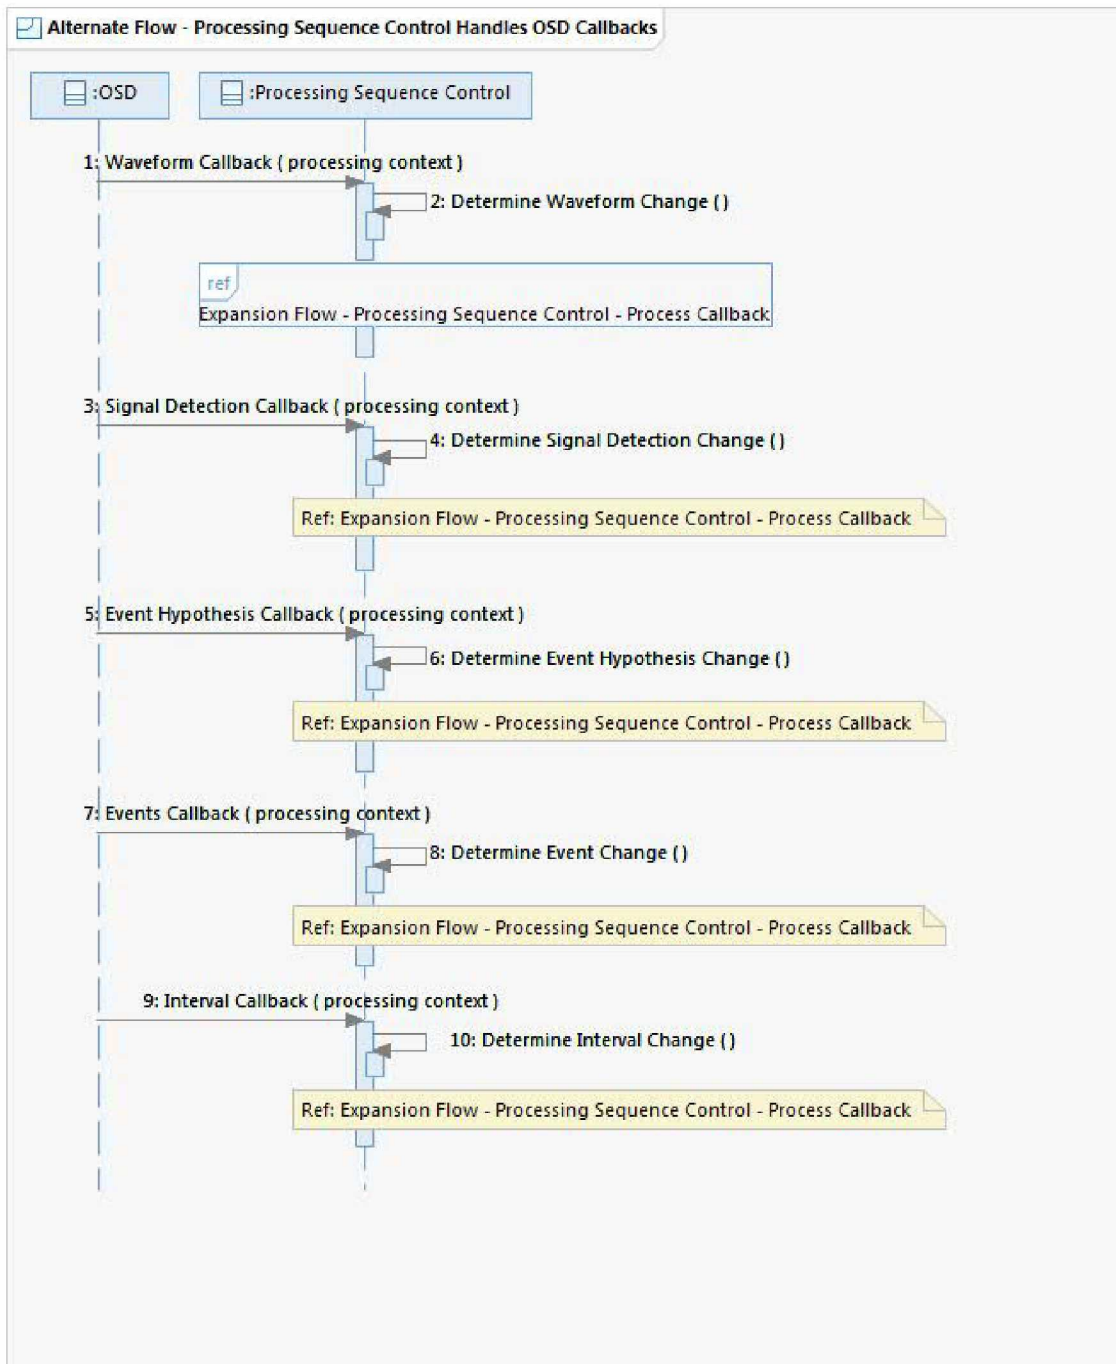 Alternate Flow - Processing Sequence Control Handles OSD Callbacks
:OSD
:Processing Sequence Control
1: Waveform Callback ( processing context )
2: Determine Waveform Change ( )
ref
Expansion Flow - Processing Sequence Control - Process Callback
3: Signal Detection Callback ( processing context )
4: Determine Signal Detection Change ( )
Ref: Expansion Flow - Processing Sequence Control - Process Callback
5: Event Hypothesis Callback ( processing context )
6: Determine Event Hypothesis Change ( )
Ref: Expansion Flow - Processing Sequence Control - Process Callback
7: Events Callback ( processing context )
8: Determine Event Change ( )
Ref: Expansion Flow - Processing Sequence Control - Process Callback
9: Interval Callback ( processing context )
10: Determine Interval Change ( )
Ref: Expansion Flow - Processing Sequence Control - Process Callback